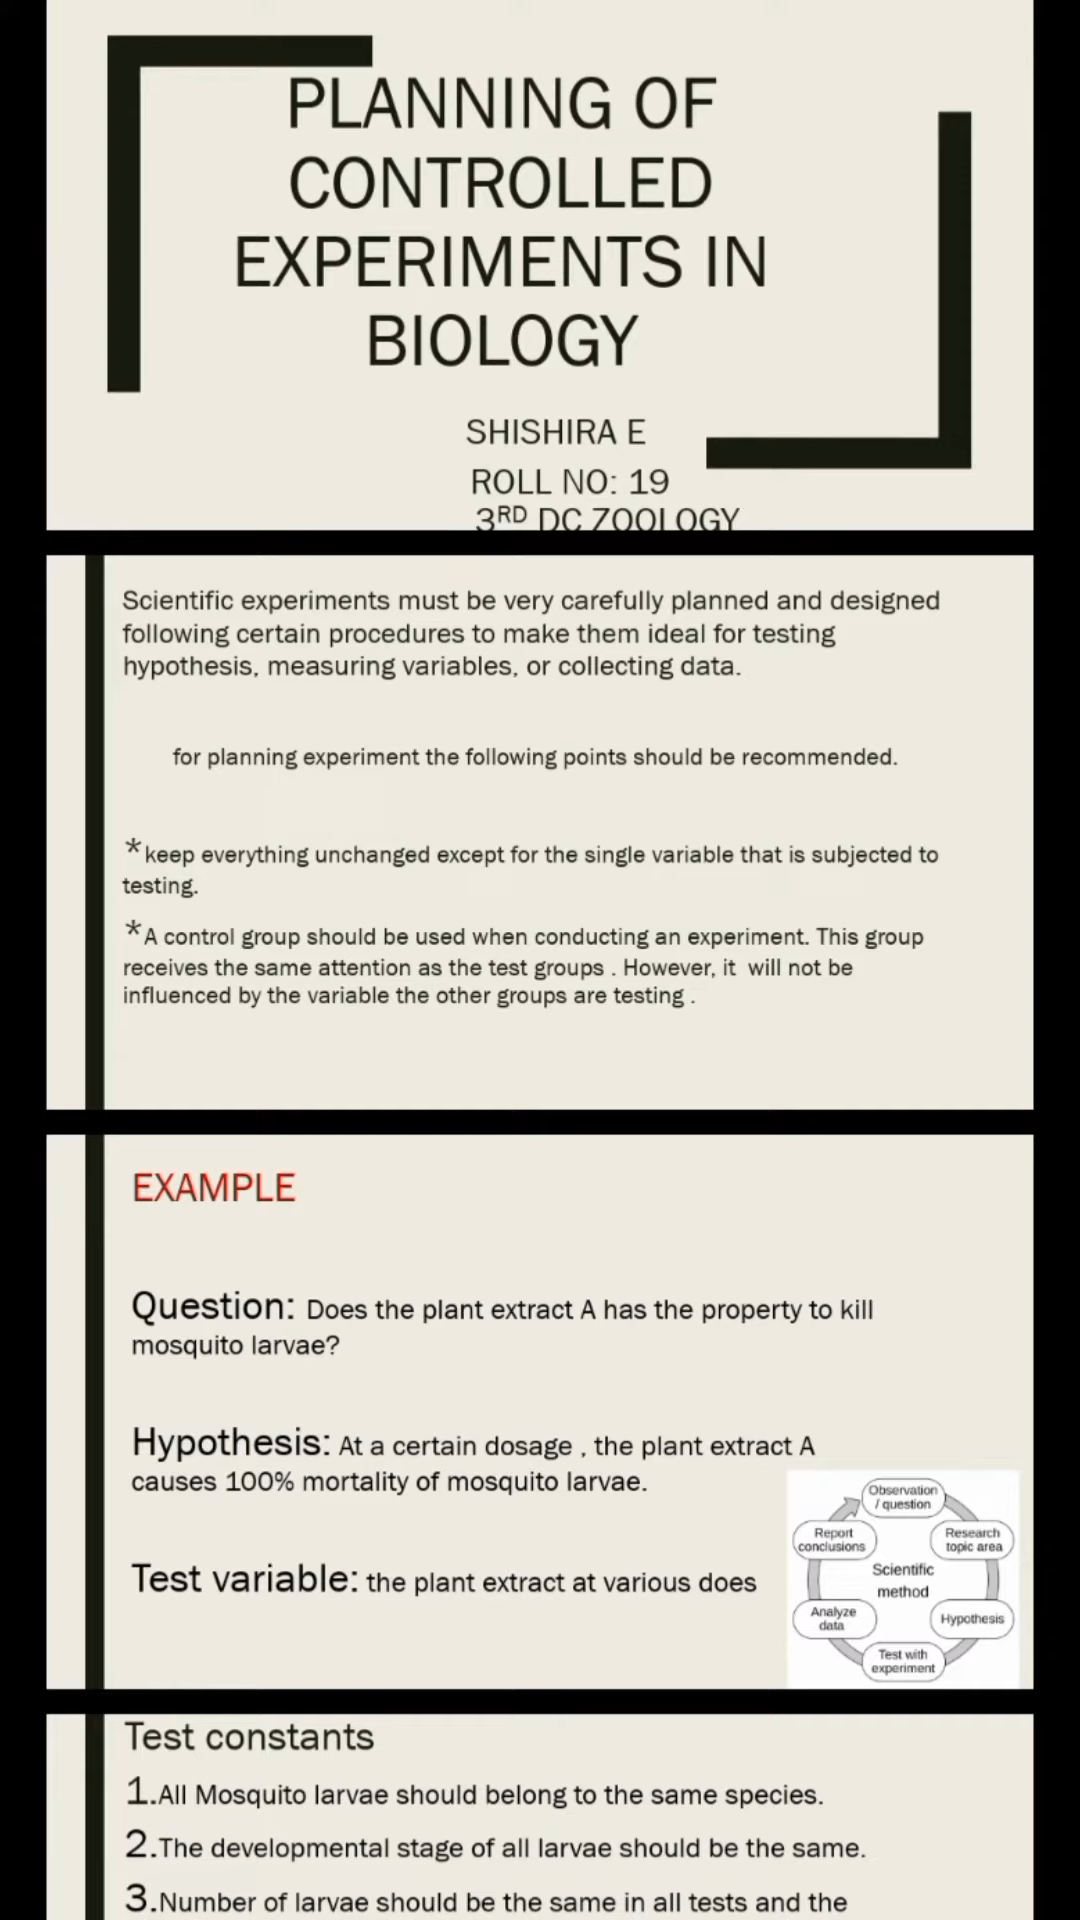 PLANNING OF
CONTROLLED
EXPERIMENTS IN
BIOLOGY
SHISHIRA E
ROLL NO: 19
3RD DC ZOOLOGY
Scientific experiments must be very carefully planned and designed
following certain procedures to make them ideal for testing
hypothesis, measuring variables, or collecting data.
for planning experiment the following points should be recommended.
*keep everything unchanged except for the single variable that is subjected to
testing.
*A control group should be used when conducting an experiment. This group
receives the same attention as the test groups . However, it will not be
influenced by the variable the other groups are testing .
EXAMPLE
Question: Does the plant extract A has the property to kill
mosquito larvae?
Hypothesis: At a certain dosage , the plant extract A
causes 100% mortality of mosquito larvae.
Test variable: the plant extract at various does
Observation
/ question
Research
topic area
Hypothesis
Test with
experiment
Analyze
data
Report
conclusions
Scientific
method
Test constants
1.All Mosquito larvae should belong to the same species.
2.The developmental stage of all larvae should be the same.
3.Number of larvae should be the same in all tests and the